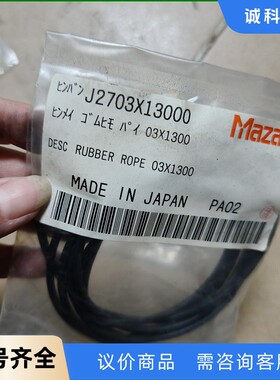 诚科
ﾋﾝﾊﾞﾝ J2703X13000
ﾋﾝﾒｲ ｺﾞﾑﾋﾓ ﾊﾟｲ 03X1300
Maza
DESC RUBBER ROPE 03X1300
MADE IN JAPAN PA02
号齐全
议价商品 需咨询客